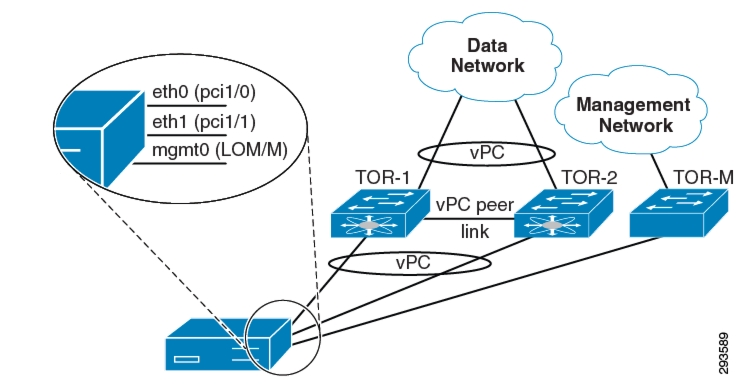 Data
Network
Management
Network
eth0 (pci1/0)
eth1 (pci1/1)
mgmt0 (LOM/M)
vPC
TOR-1
TOR-2
TOR-M
vPC peer
link
vPC
293589